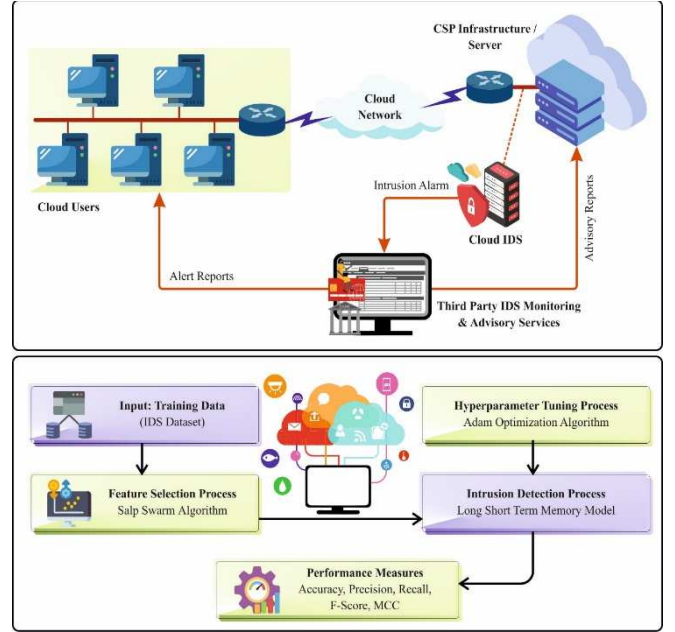 CSP Infrastructure /
Server
Cloud
Network
Cloud Users
Intrusion Alarm
Cloud IDS
Advisory Reports
Alert Reports
Third Party IDS Monitoring
& Advisory Services
Input: Training Data
(IDS Dataset)
Hyperparameter Tuning Process
Adam Optimization Algorithm
Feature Selection Process
Salp Swarm Algorithm
Intrusion Detection Process
Long Short Term Memory Model
Performance Measures
Accuracy, Precision, Recall,
F-Score, MCC